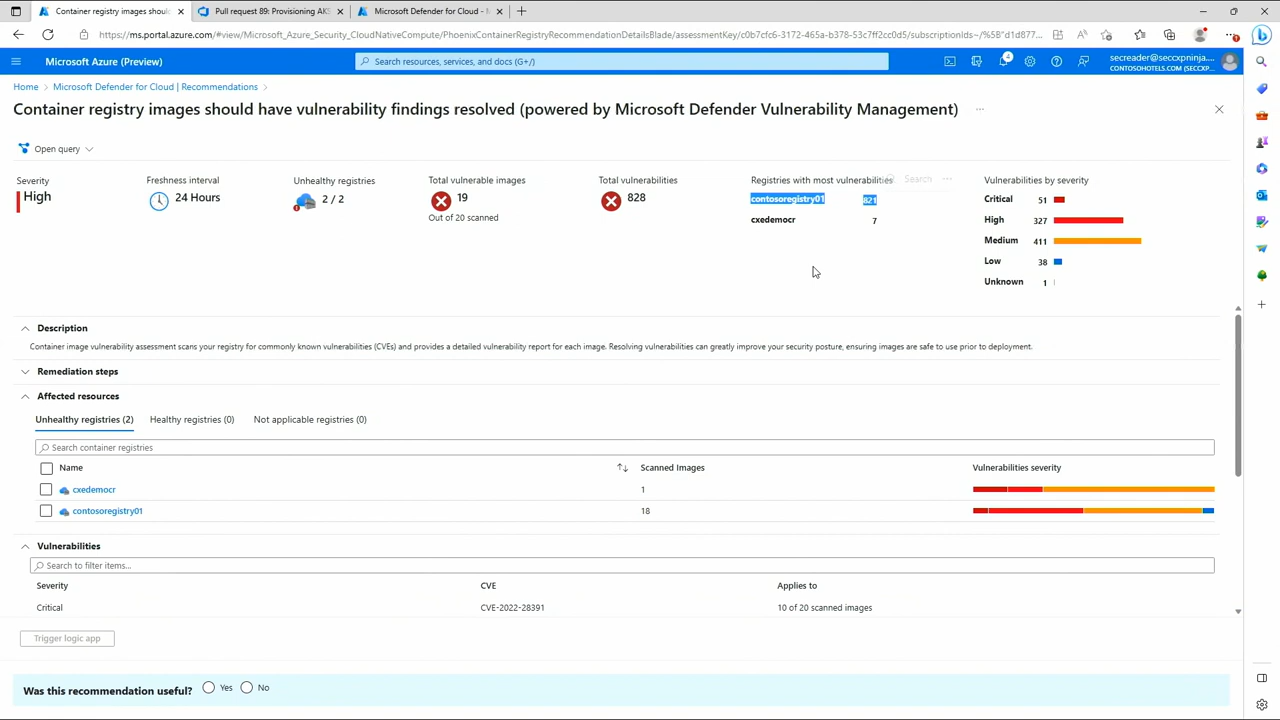 Container registry images shoul
Pull request 89: Provisioning AKS
Microsoft Defender for Cloud - M
https://ms.portal.azure.com/#view/Microsoft_Azure_Security_CloudNativeCompute/PhoenixContainerRegistryRecommendationDetailsBlade/assessmentKey/c0b7cfc6-3172-465a-b378-53c7ff2cc0d5/subscriptionIds~/%5B"d1d877...
Microsoft Azure (Preview)
Search resources, services, and docs (G+/)
4
secreader@seccxpninja....
CONTOSOHOTELS.COM (SECCXP...
Home > Microsoft Defender for Cloud | Recommendations >
Container registry images should have vulnerability findings resolved (powered by Microsoft Defender Vulnerability Management) ...
Open query
Severity
High
Freshness interval
24 Hours
Unhealthy registries
2 / 2
Total vulnerable images
19
Out of 20 scanned
Total vulnerabilities
828
Registries with most vulnerabilities
Search ...
contosoregistry01 821
cxedemocr 7
Vulnerabilities by severity
Critical 51
High 327
Medium 411
Low 38
Unknown 1
Description
Container image vulnerability assessment scans your registry for commonly known vulnerabilities (CVEs) and provides a detailed vulnerability report for each image. Resolving vulnerabilities can greatly improve your security posture, ensuring images are safe to use prior to deployment.
Remediation steps
Affected resources
Unhealthy registries (2) Healthy registries (0) Not applicable registries (0)
Search container registries
Name Scanned Images Vulnerabilities severity
cxedemocr 1
contosoregistry01 18
Vulnerabilities
Search to filter items...
Severity CVE Applies to
Critical CVE-2022-28391 10 of 20 scanned images
Trigger logic app
Was this recommendation useful? Yes No